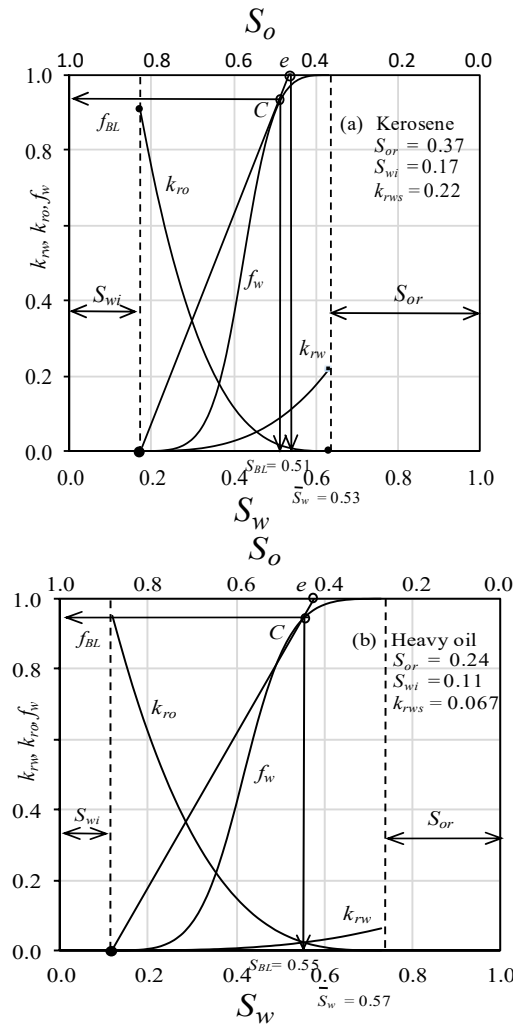 S_o
1.0 0.8 0.6 e 0.4 0.2 0.0
1.0
C
f_BL
(a) Kerosene
S_or = 0.37
S_wi = 0.17
k_rws = 0.22
0.8
k_ro
k_rw, k_ro, f_w
0.6
f_w
S_wi
S_or
0.4
k_rw
0.2
0.0
S_BL = 0.51
0.0 0.2 0.4 0.6 0.8 1.0
S̄_w = 0.53
S_w
S_o
1.0 0.8 0.6 e 0.4 0.2 0.0
1.0
C
f_BL
(b) Heavy oil
S_or = 0.24
S_wi = 0.11
k_rws = 0.067
0.8
k_ro
k_rw, k_ro, f_w
0.6
f_w
S_wi
S_or
0.4
0.2
k_rw
0.0
S_BL = 0.55
0.0 0.2 0.4 0.6 0.8 1.0
S̄_w = 0.57
S_w